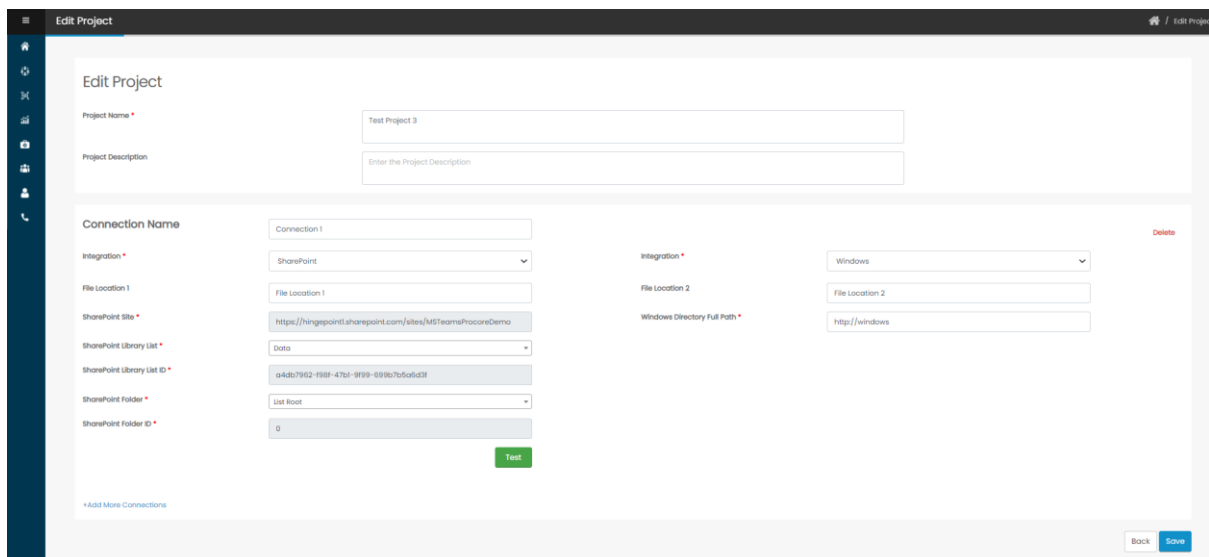 Edit Project
/ Edit Projec
Edit Project
Project Name *
Test Project 3
Project Description
Enter the Project Description
Connection Name
Connection 1
Delete
Integration *
SharePoint
Integration *
Windows
File Location 1
File Location 1
File Location 2
File Location 2
SharePoint Site *
https://hingepoint1.sharepoint.com/sites/MSTeamsProcoreDemo
Windows Directory Full Path *
http://windows
SharePoint Library List *
Data
SharePoint Library List ID *
a4db7962-f98f-47b1-9f99-699b7b5a6d3f
SharePoint Folder *
List Root
SharePoint Folder ID *
0
Test
+Add More Connections
Back
Save